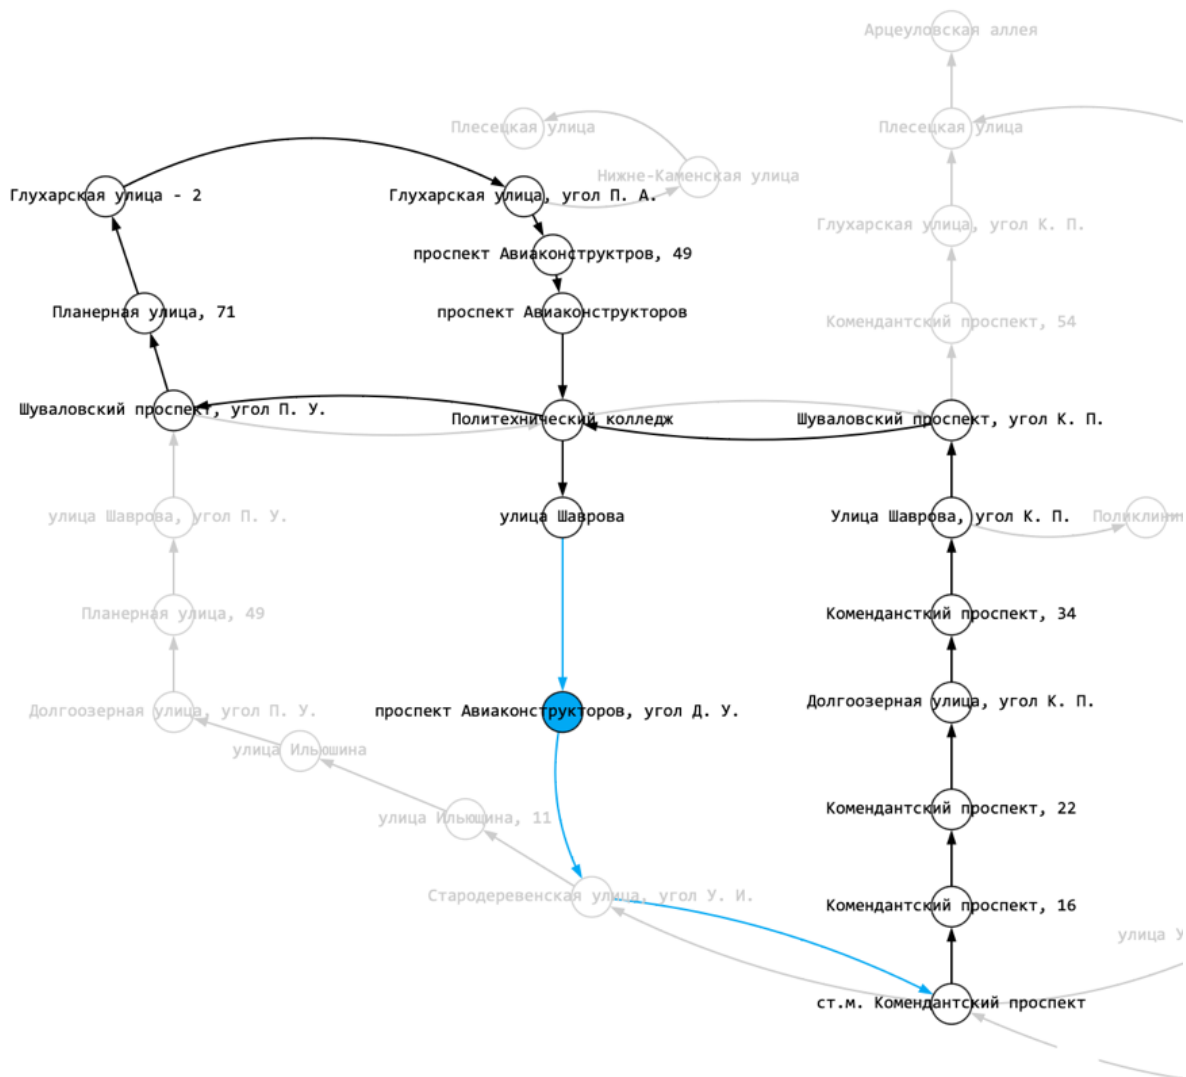 Арцеуловская аллея
Плесецкая улица
Плесецкая улица
Нижне-Каменская улица
Глухарская улица - 2
Глухарская улица, угол П. А.
Глухарская улица, угол К. П.
проспект Авиаконструктров, 49
Планерная улица, 71
проспект Авиаконструкторов
Комендантский проспект, 54
Шуваловский проспект, угол П. У.
Политехнический колледж
Шуваловский проспект, угол К. П.
улица Шаврова, угол П. У.
улица Шаврова
Улица Шаврова, угол К. П.
Поликлини
Планерная улица, 49
Комендансткий проспект, 34
Долгоозерная улица, угол П. У.
проспект Авиаконструкторов, угол Д. У.
Долгоозерная улица, угол К. П.
улица Ильюшина
улица Ильюшина, 11
Комендантский проспект, 22
Стародеревенская улица, угол У. И.
Комендантский проспект, 16
улица У
ст.м. Комендантский проспект